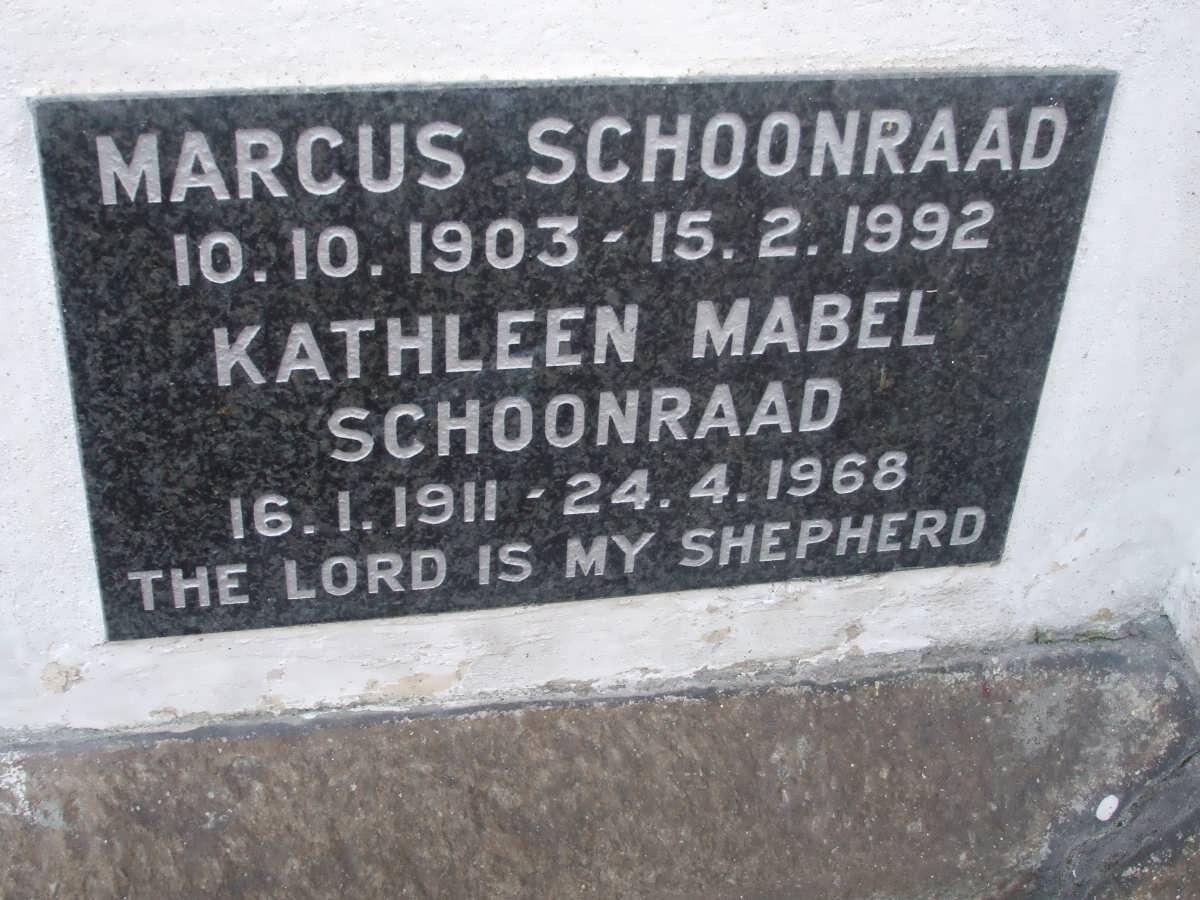 MARCUS SCHOONRAAD
10.10.1903 - 15.2.1992
KATHLEEN MABEL
SCHOONRAAD
16.1.1911 - 24.4.1968
THE LORD IS MY SHEPHERD